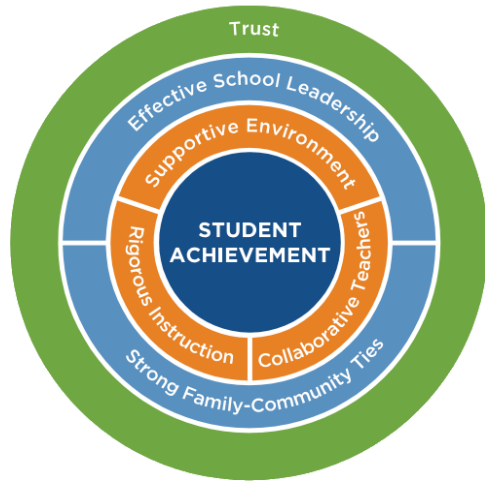 Trust
Effective School Leadership
Supportive Environment
STUDENT
ACHIEVEMENT
Rigorous Instruction
Collaborative Teachers
Strong Family-Community Ties